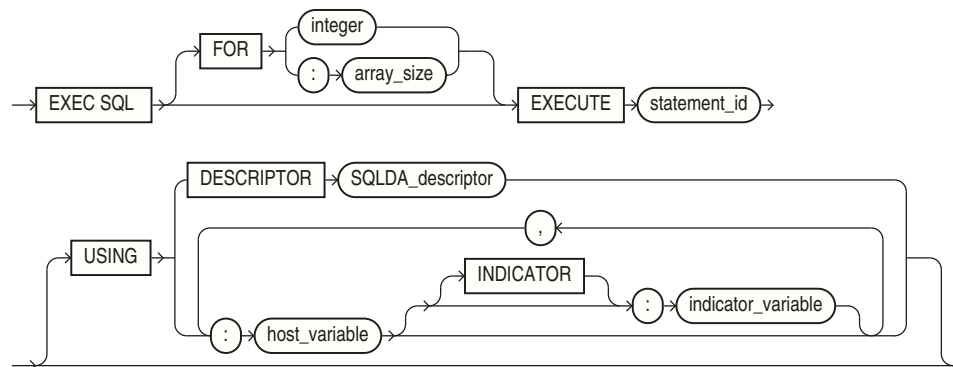 integer
FOR
: array_size
EXEC SQL EXECUTE statement_id
DESCRIPTOR SQLDA_descriptor
,
USING
INDICATOR
: host_variable : indicator_variable